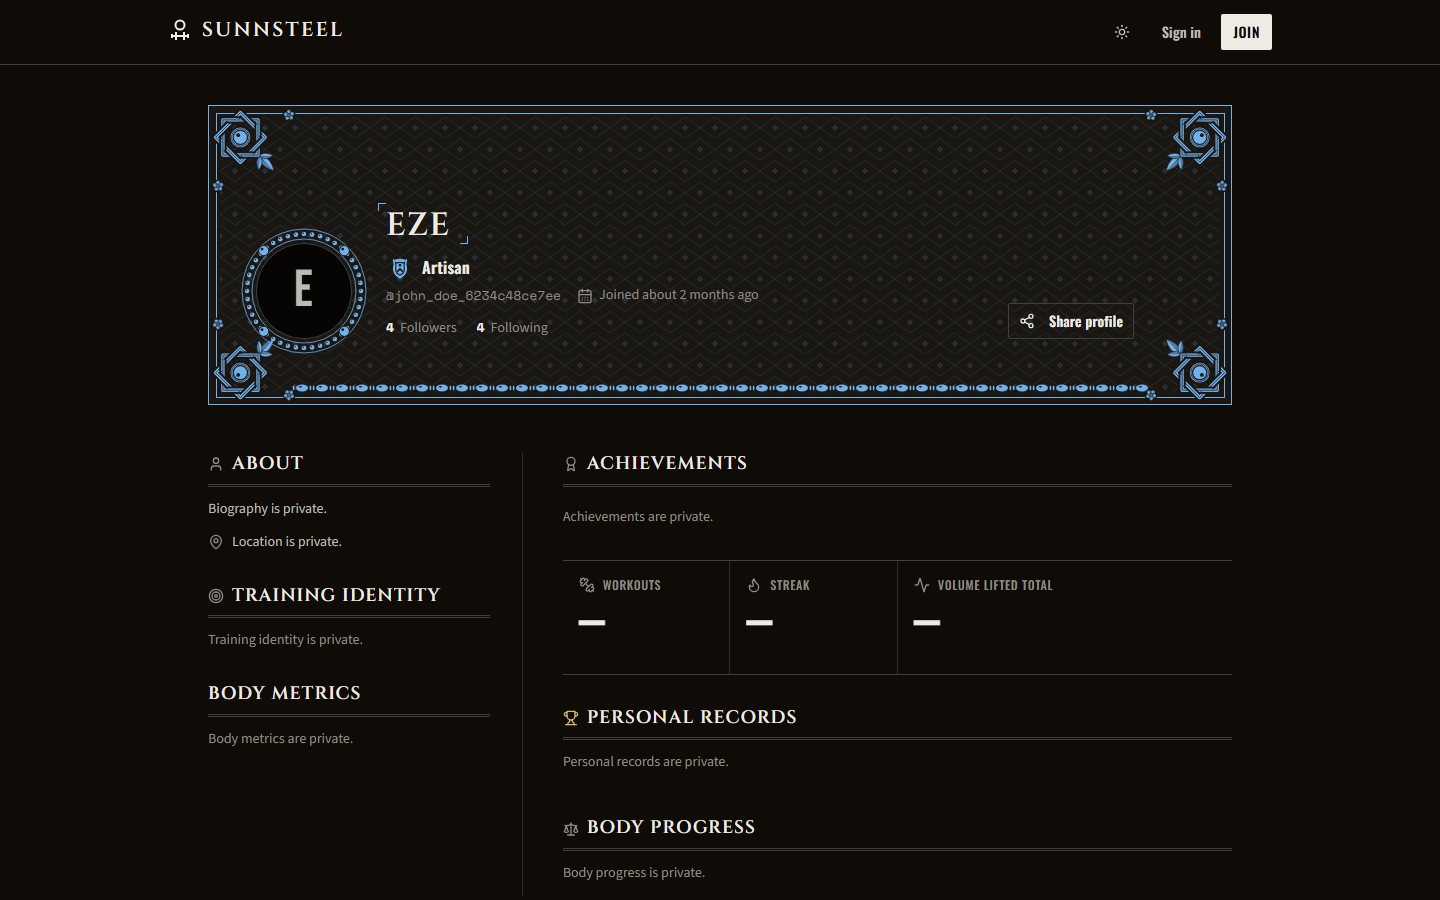 SUNNSTEEL
Sign in
JOIN
EZE
E
Artisan
@john_doe_6234c48ce7ee
Joined about 2 months ago
4 Followers
4 Following
Share profile
ABOUT
Biography is private.
Location is private.
TRAINING IDENTITY
Training identity is private.
BODY METRICS
Body metrics are private.
ACHIEVEMENTS
Achievements are private.
WORKOUTS
—
STREAK
—
VOLUME LIFTED TOTAL
—
PERSONAL RECORDS
Personal records are private.
BODY PROGRESS
Body progress is private.